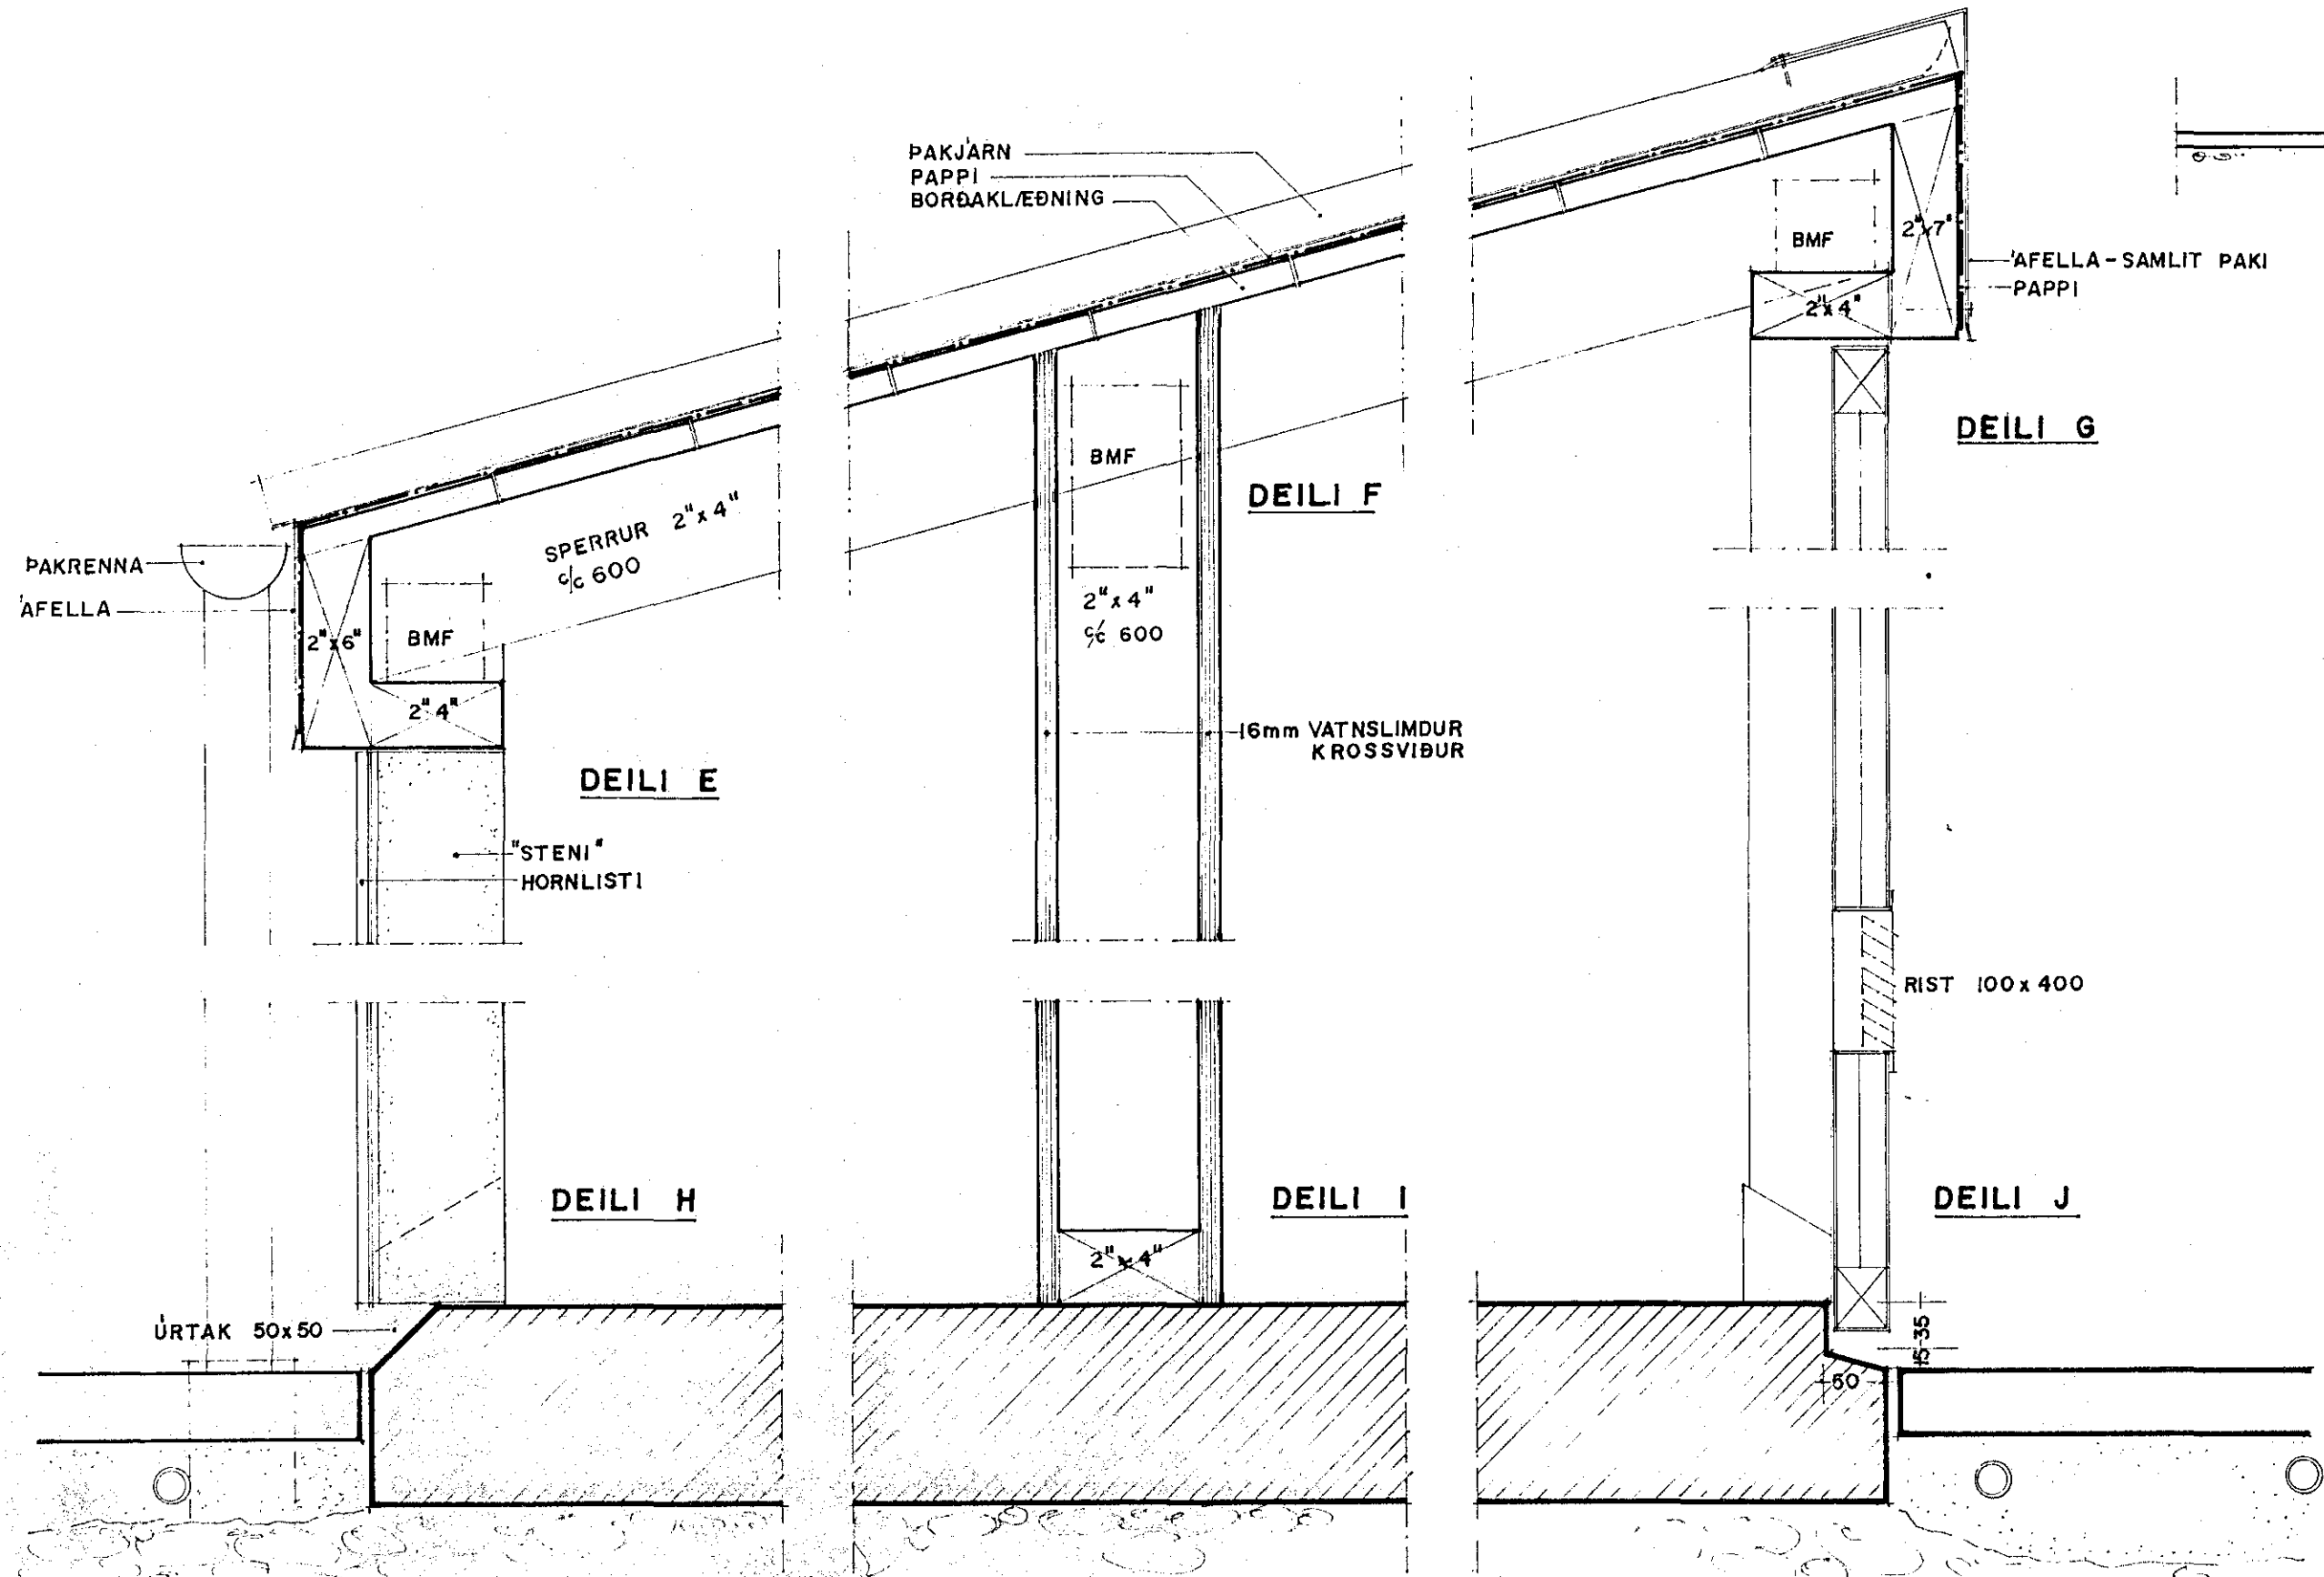 ÞAKJÁRN
PAPPI
BORÐAKLÆÐNING
BMF
2"x7"
ÁFELLA - SAMLIT ÞAKI
PAPPI
2"x4"
DEILI G
BMF
DEILI F
SPERRUR 2"x4"
c/c 600
ÞAKRENNA
ÁFELLA
2"x6"
BMF
2"x4"
c/c 600
2" 4"
16mm VATNSLIMDUR
KROSSVIÐUR
DEILI E
"STENI"
HORNLISTI
RIST 100x400
DEILI H
DEILI I
DEILI J
2"x4"
ÚRTAK 50x50
15-35
50